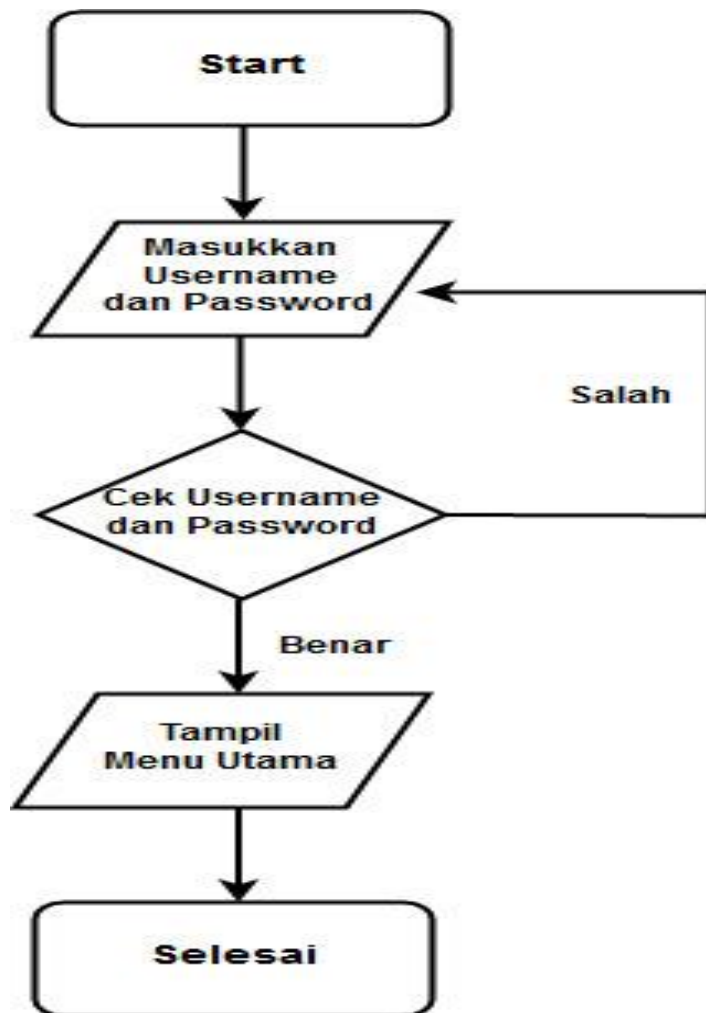 Start
Masukkan
Username
dan Password
Salah
Cek Username
dan Password
Benar
Tampil
Menu Utama
Selesai